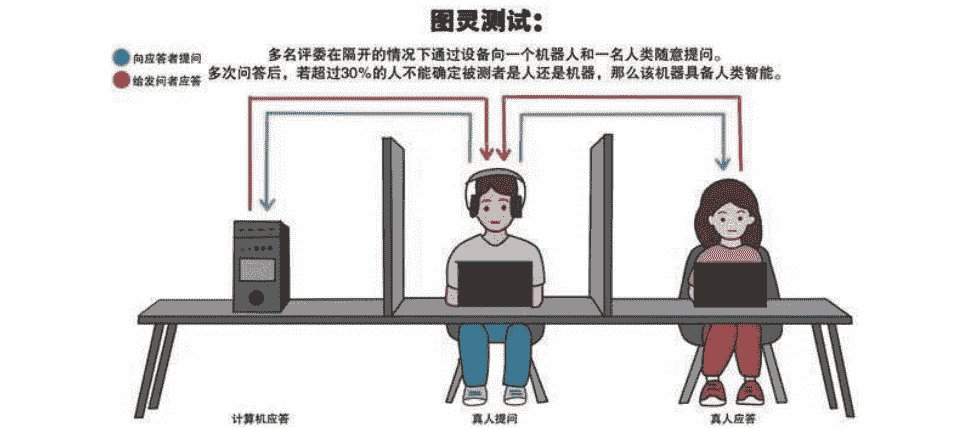 图灵测试：
向应答者提问
给发问者应答
多名评委在隔开的情况下通过设备向一个机器人和一名人类随意提问。
多次问答后，若超过30%的人不能确定被测者是人还是机器，那么该机器具备人类智能。
计算机应答
真人提问
真人应答